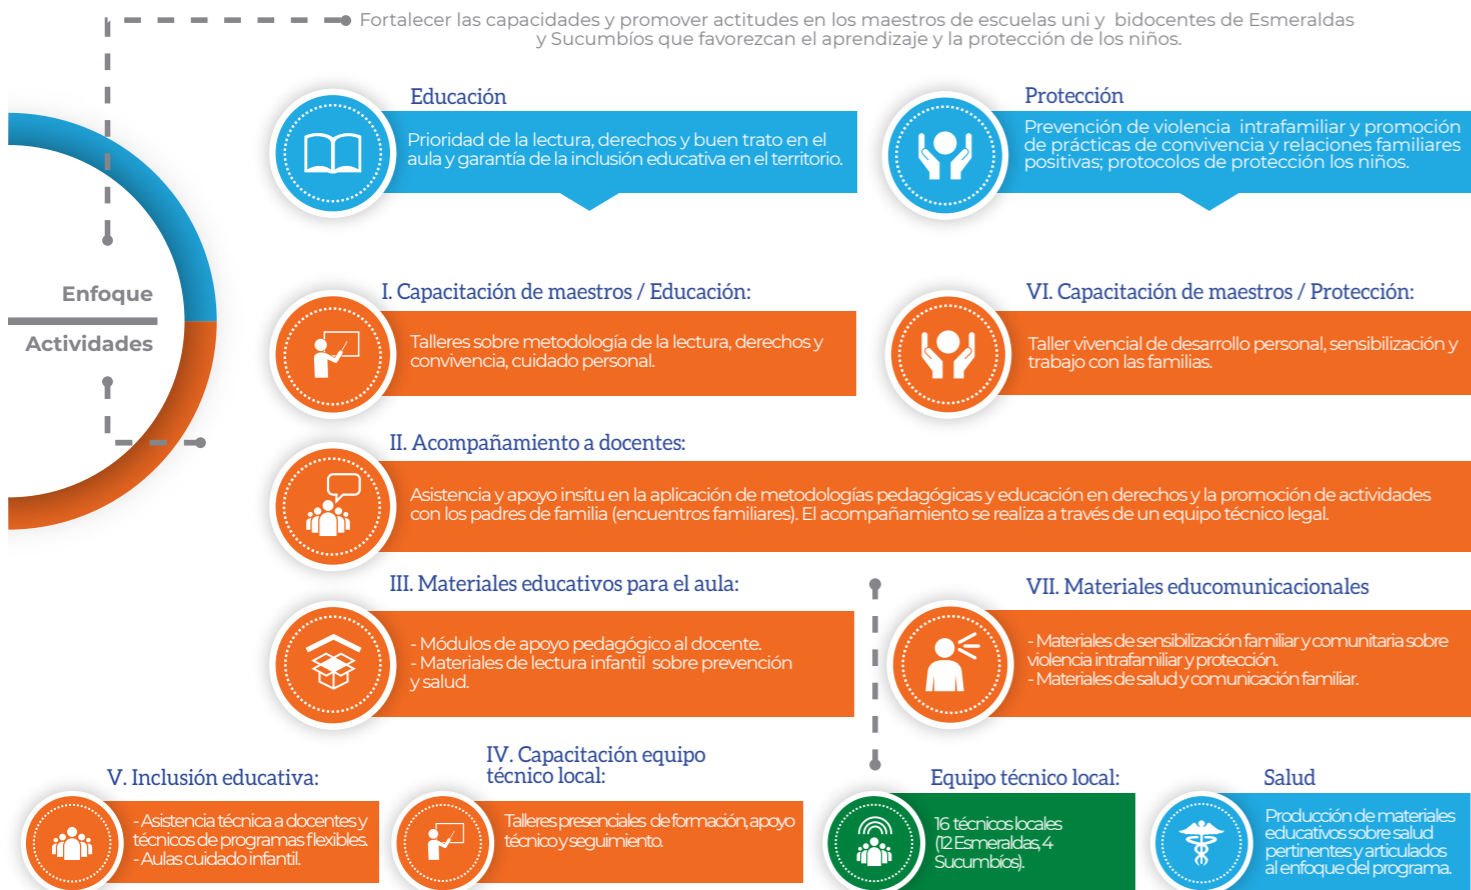 Fortalecer las capacidades y promover actitudes en los maestros de escuelas uni y bidocentes de Esmeraldas
y Sucumbíos que favorezcan el aprendizaje y la protección de los niños.
Educación
Prioridad de la lectura, derechos y buen trato en el
aula y garantía de la inclusión educativa en el territorio.
Protección
Prevención de violencia intrafamiliar y promoción
de prácticas de convivencia y relaciones familiares
positivas; protocolos de protección los niños.
Enfoque
Actividades
I. Capacitación de maestros / Educación:
Talleres sobre metodología de la lectura, derechos y
convivencia, cuidado personal.
VI. Capacitación de maestros / Protección:
Taller vivencial de desarrollo personal, sensibilización y
trabajo con las familias.
II. Acompañamiento a docentes:
Asistencia y apoyo insitu en la aplicación de metodologías pedagógicas y educación en derechos y la promoción de actividades
con los padres de familia (encuentros familiares). El acompañamiento se realiza a través de un equipo técnico legal.
III. Materiales educativos para el aula:
- Módulos de apoyo pedagógico al docente.
- Materiales de lectura infantil sobre prevención
y salud.
VII. Materiales educomunicacionales
- Materiales de sensibilización familiar y comunitaria sobre
violencia intrafamiliar y protección.
- Materiales de salud y comunicación familiar.
V. Inclusión educativa:
- Asistencia técnica a docentes y
técnicos de programas flexibles.
- Aulas cuidado infantil.
IV. Capacitación equipo
técnico local:
Talleres presenciales de formación, apoyo
técnico y seguimiento.
Equipo técnico local:
16 técnicos locales
(12 Esmeraldas, 4
Sucumbíos).
Salud
Producción de materiales
educativos sobre salud
pertinentes y articulados
al enfoque del programa.